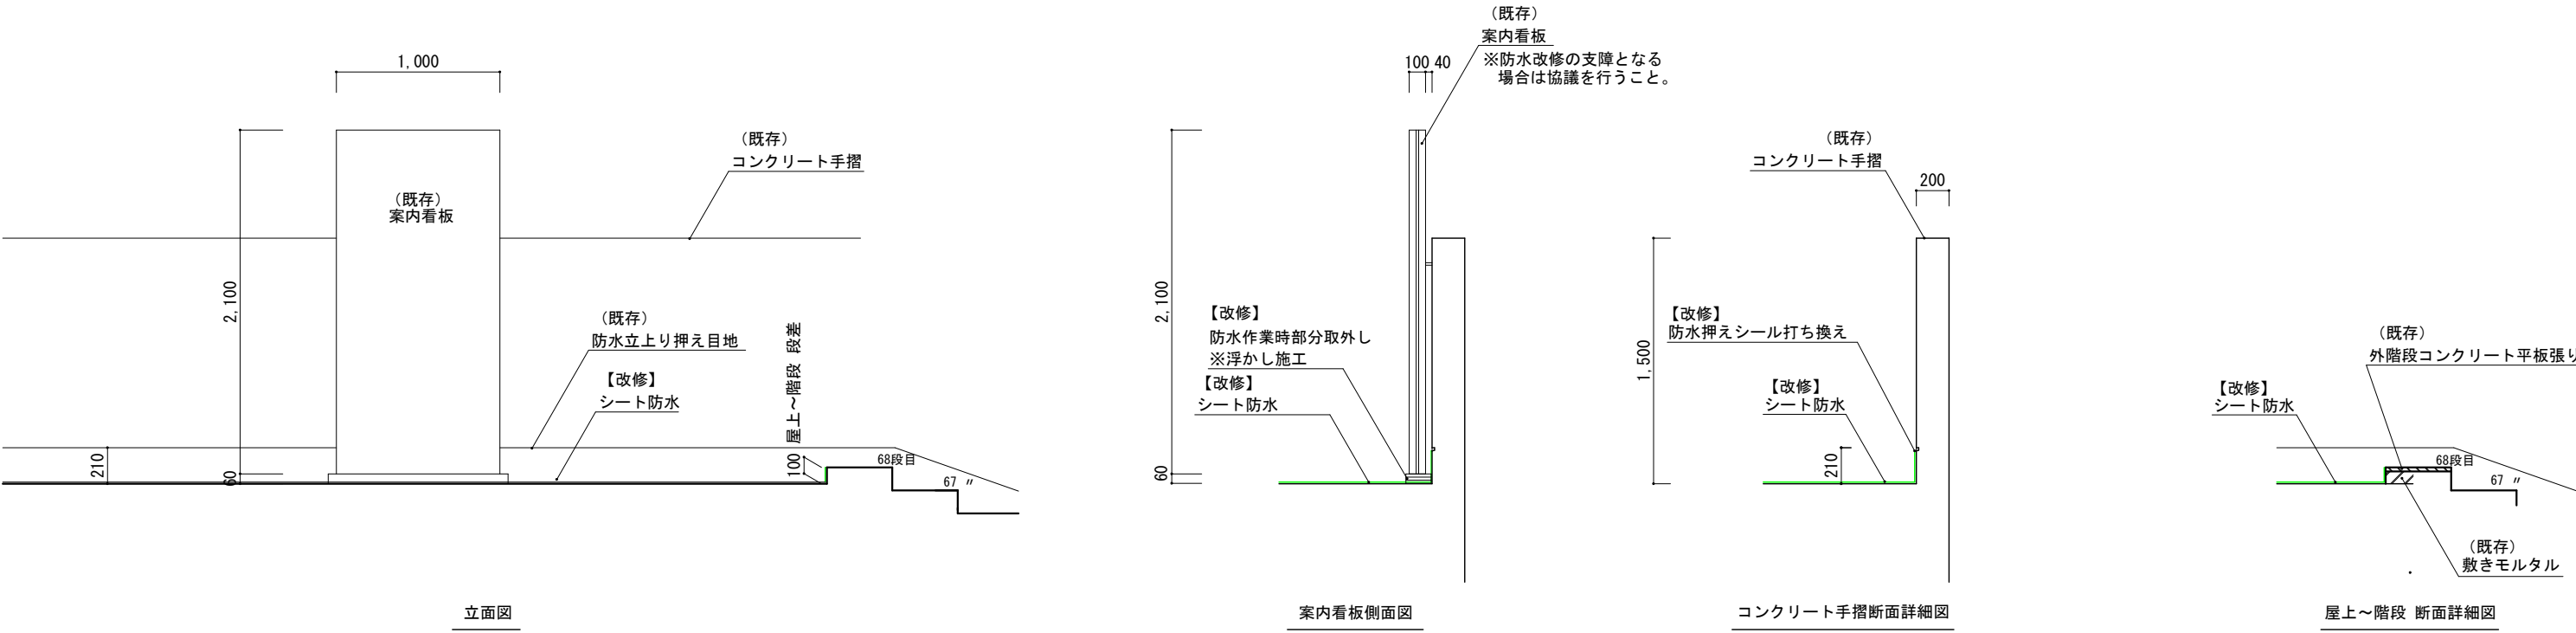 1,000
2,100
(既存)
案内看板
(既存)
コンクリート手摺
(既存)
防水立上り押え目地
【改修】
シート防水
屋上～階段 段差
100
210
60
68段目
67 〃
立面図
(既存)
案内看板
※防水改修の支障となる
場合は協議を行うこと。
100 40
2,100
60
【改修】
防水作業時部分取外し
※浮かし施工
【改修】
シート防水
案内看板側面図
(既存)
コンクリート手摺
200
1,500
【改修】
防水押えシール打ち換え
【改修】
シート防水
210
コンクリート手摺断面詳細図
(既存)
外階段コンクリート平板張り
【改修】
シート防水
68段目
67 〃
(既存)
敷きモルタル
屋上～階段 断面詳細図